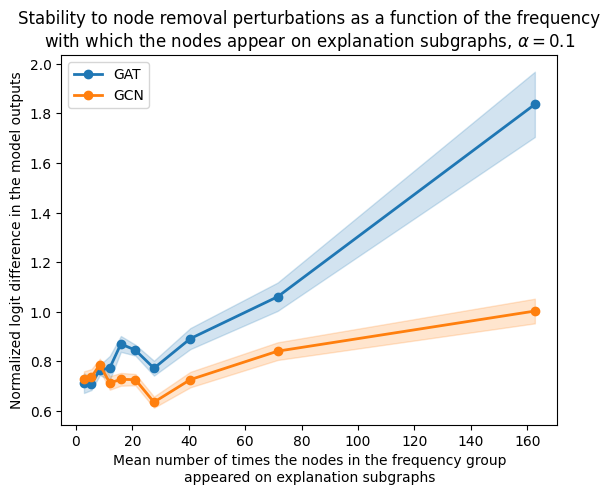 Stability to node removal perturbations as a function of the frequency
with which the nodes appear on explanation subgraphs, α = 0.1
GAT
GCN
Normalized logit difference in the model outputs
2.0
1.8
1.6
1.4
1.2
1.0
0.8
0.6
0 20 40 60 80 100 120 140 160
Mean number of times the nodes in the frequency group
appeared on explanation subgraphs